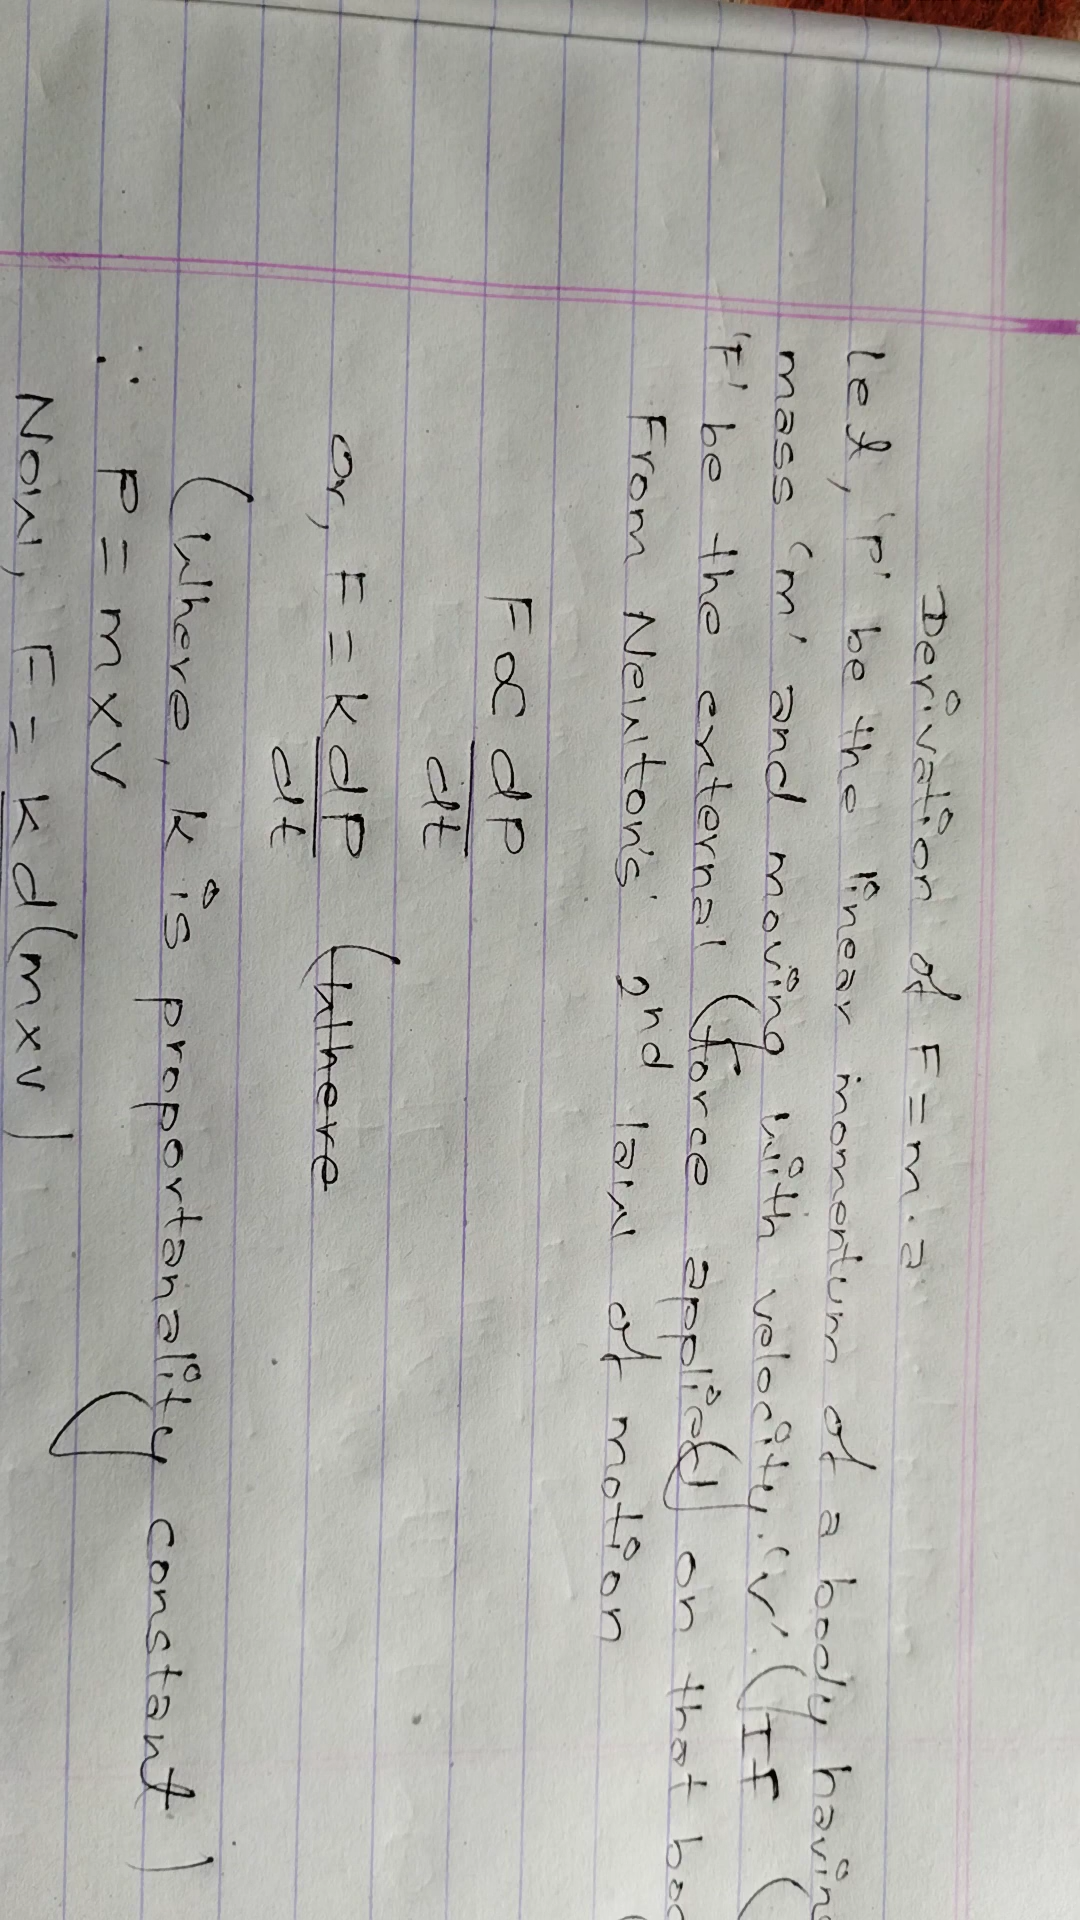 Derivation of F = m.a
let, 'P' be the linear momentum of a body having
mass 'm' and moving with velocity 'v'. If
'F' be the external force applied on that
From Newton's 2nd law of motion
F ∝ dP/dt
or, F = k dP/dt (where
(where, k is proportanality constant)
∴ P = m x v
Now, F = k d(m x v)